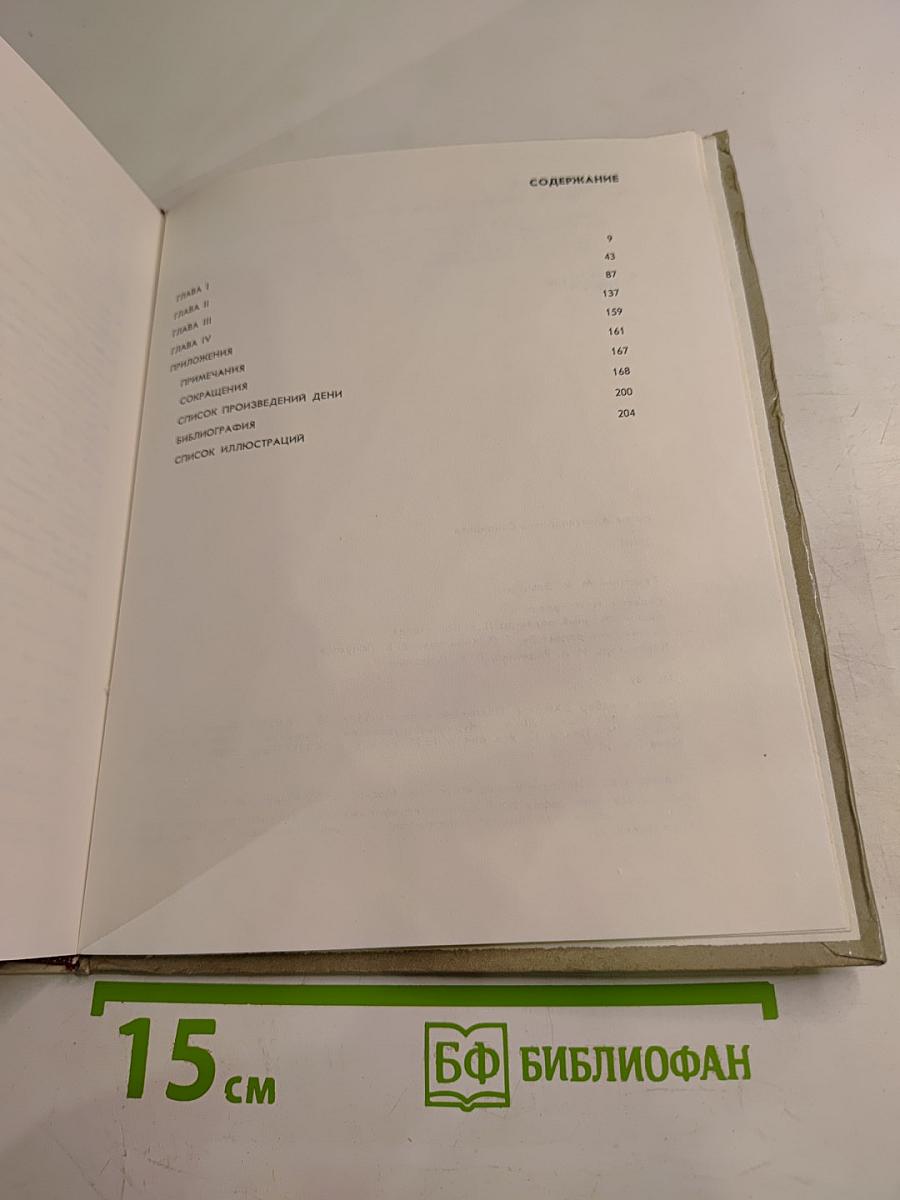 СОДЕРЖАНИЕ
ГЛАВА I 9
ГЛАВА II 43
ГЛАВА III 87
ГЛАВА IV 137
ПРИЛОЖЕНИЯ 159
ПРИМЕЧАНИЯ 161
СОКРАЩЕНИЯ 167
СПИСОК ПРОИЗВЕДЕНИЙ ДЕНИ 168
БИБЛИОГРАФИЯ 200
СПИСОК ИЛЛЮСТРАЦИЙ 204
15 см
БФ БИБЛИОФАН